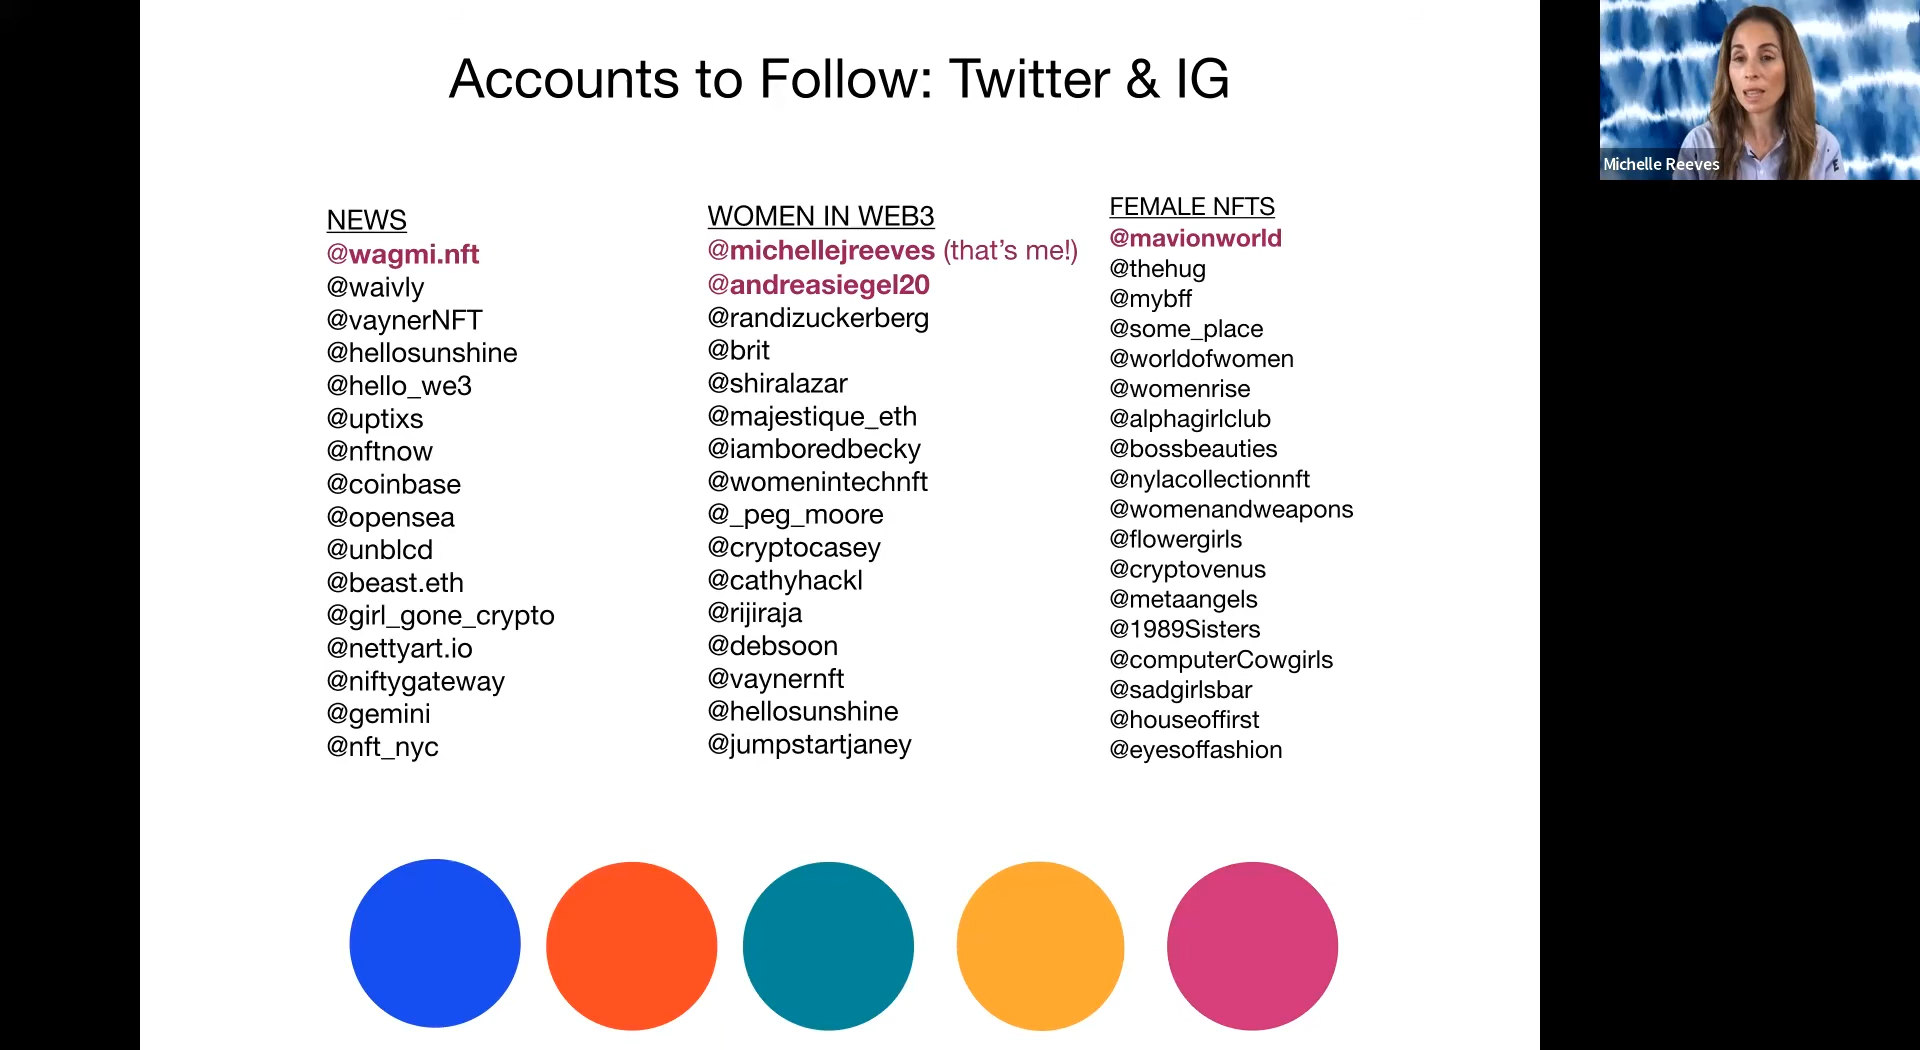 Accounts to Follow: Twitter & IG
NEWS
@wagmi.nft
@waivly
@vaynerNFT
@hellosunshine
@hello_we3
@uptixs
@nftnow
@coinbase
@opensea
@unblcd
@beast.eth
@girl_gone_crypto
@nettyart.io
@niftygateway
@gemini
@nft_nyc
WOMEN IN WEB3
@michellejreeves (that’s me!)
@andreasiegel20
@randizuckerberg
@brit
@shiralazar
@majestique_eth
@iamboredbecky
@womenintechnft
@_peg_moore
@cryptocasey
@cathyhackl
@rijiraja
@debsoon
@vaynernft
@hellosunshine
@jumpstartjaney
FEMALE NFTS
@mavionworld
@thehug
@mybff
@some_place
@worldofwomen
@womenrise
@alphagirlclub
@bossbeauties
@nylacollectionnft
@womenandweapons
@flowergirls
@cryptovenus
@metaangels
@1989Sisters
@computerCowgirls
@sadgirlsbar
@houseoffirst
@eyesoffashion
Michelle Reeves